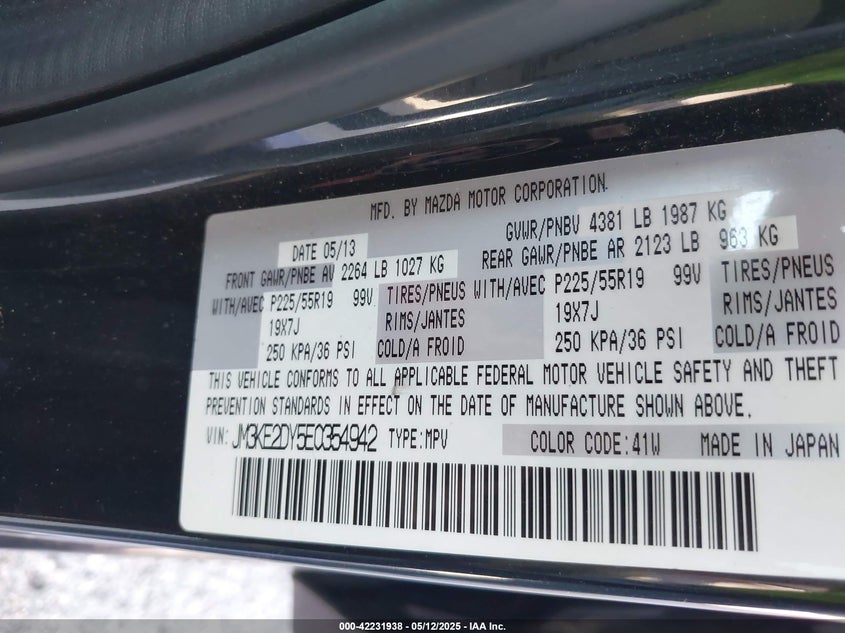 MFD. BY MAZDA MOTOR CORPORATION.
DATE 05/13 GVWR/PNBV 4381 LB 1987 KG
FRONT GAWR/PNBE AV 2264 LB 1027 KG REAR GAWR/PNBE AR 2123 LB 963 KG
WITH/AVEC P225/55R19 99V TIRES/PNEUS WITH/AVEC P225/55R19 99V TIRES/PNEUS
19X7J RIMS/JANTES 19X7J RIMS/JANTES
250 KPA/36 PSI COLD/A FROID 250 KPA/36 PSI COLD/A FROID
THIS VEHICLE CONFORMS TO ALL APPLICABLE FEDERAL MOTOR VEHICLE SAFETY AND THEFT
PREVENTION STANDARDS IN EFFECT ON THE DATE OF MANUFACTURE SHOWN ABOVE.
VIN: JM3KE2DY5E0354942 TYPE:MPV COLOR CODE:41W MADE IN JAPAN
000-42231938 - 05/12/2025 - IAA Inc.